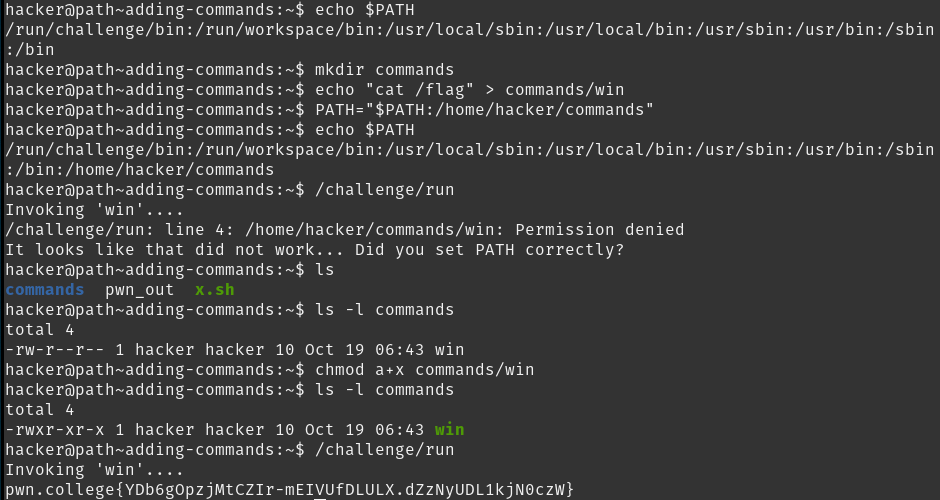 hacker@path~adding-commands:~$ echo $PATH
/run/challenge/bin:/run/workspace/bin:/usr/local/sbin:/usr/local/bin:/usr/sbin:/usr/bin:/sbin
:/bin
hacker@path~adding-commands:~$ mkdir commands
hacker@path~adding-commands:~$ echo "cat /flag" > commands/win
hacker@path~adding-commands:~$ PATH="$PATH:/home/hacker/commands"
hacker@path~adding-commands:~$ echo $PATH
/run/challenge/bin:/run/workspace/bin:/usr/local/sbin:/usr/local/bin:/usr/sbin:/usr/bin:/sbin
:/bin:/home/hacker/commands
hacker@path~adding-commands:~$ /challenge/run
Invoking 'win'....
/challenge/run: line 4: /home/hacker/commands/win: Permission denied
It looks like that did not work... Did you set PATH correctly?
hacker@path~adding-commands:~$ ls
commands  pwn_out  x.sh
hacker@path~adding-commands:~$ ls -l commands
total 4
-rw-r--r-- 1 hacker hacker 10 Oct 19 06:43 win
hacker@path~adding-commands:~$ chmod a+x commands/win
hacker@path~adding-commands:~$ ls -l commands
total 4
-rwxr-xr-x 1 hacker hacker 10 Oct 19 06:43 win
hacker@path~adding-commands:~$ /challenge/run
Invoking 'win'....
pwn.college{YDb6gOpzjMtCZIr-mEIVUfDLULX.dZzNyUDL1kjN0czW}